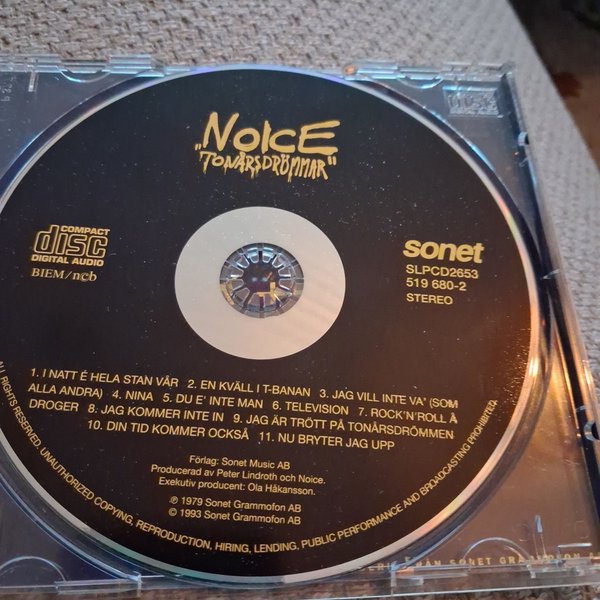 NOICE
"TONÅRSDRÖMMAR"
COMPACT
disc
DIGITAL AUDIO
BIEM/ncb
sonet
SLPCD2653
519 680-2
STEREO
1. I NATT É HELA STAN VÅR 2. EN KVÄLL I T-BANAN 3. JAG VILL INTE VA' (SOM
ALLA ANDRA) 4. NINA 5. DU E' INTE MAN 6. TELEVISION 7. ROCK'N'ROLL Å
DROGER 8. JAG KOMMER INTE IN 9. JAG ÄR TRÖTT PÅ TONÅRSDRÖMMEN
10. DIN TID KOMMER OCKSÅ 11. NU BRYTER JAG UPP
Förlag: Sonet Music AB
Producerad av Peter Lindroth och Noice.
Exekutiv producent: Ola Håkansson.
℗ 1979 Sonet Grammofon AB
© 1993 Sonet Grammofon AB
ALL RIGHTS RESERVED. UNAUTHORIZED COPYING, REPRODUCTION, HIRING, LENDING, PUBLIC PERFORMANCE AND BROADCASTING PROHIBITED.
FRÅN SONET GRAMMOFON